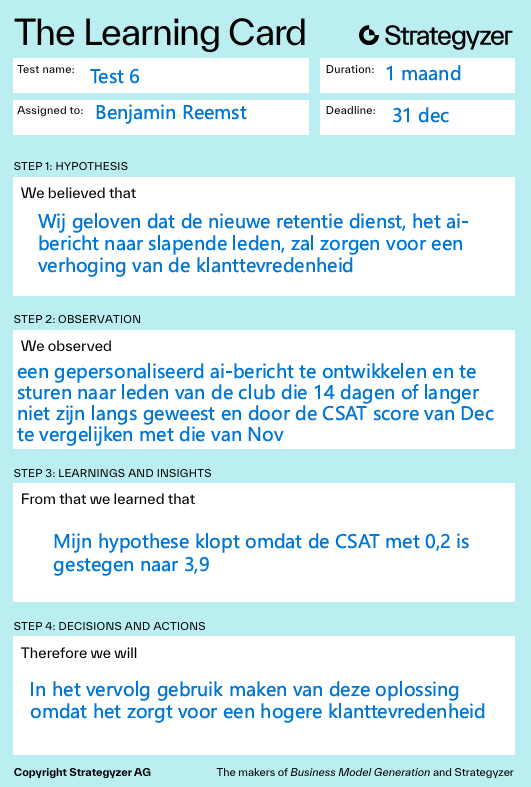 The Learning Card
Strategyzer
Test name: Test 6
Duration: 1 maand
Assigned to: Benjamin Reemst
Deadline: 31 dec
STEP 1: HYPOTHESIS
We believed that
Wij geloven dat de nieuwe retentie dienst, het ai-
bericht naar slapende leden, zal zorgen voor een
verhoging van de klanttevredenheid
STEP 2: OBSERVATION
We observed
een gepersonaliseerd ai-bericht te ontwikkelen en te
sturen naar leden van de club die 14 dagen of langer
niet zijn langs geweest en door de CSAT score van Dec
te vergelijken met die van Nov
STEP 3: LEARNINGS AND INSIGHTS
From that we learned that
Mijn hypothese klopt omdat de CSAT met 0,2 is
gestegen naar 3,9
STEP 4: DECISIONS AND ACTIONS
Therefore we will
In het vervolg gebruik maken van deze oplossing
omdat het zorgt voor een hogere klanttevredenheid
Copyright Strategyzer AG
The makers of Business Model Generation and Strategyzer